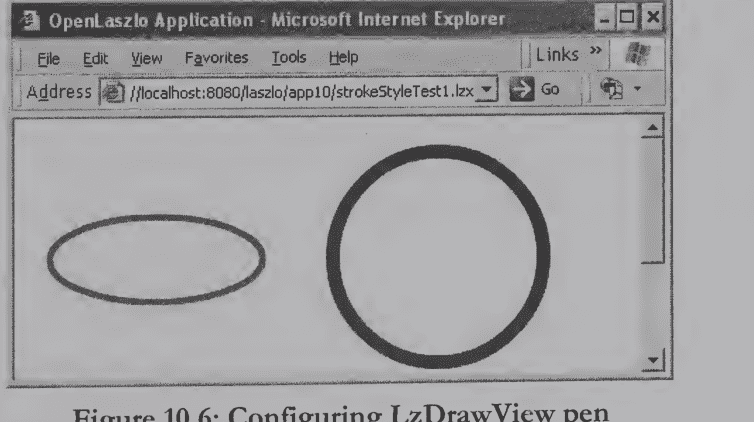 OpenLaszlo Application - Microsoft Internet Explorer
File Edit View Favorites Tools Help Links »
Address //localhost:8080/laszlo/app10/strokeStyleTest1.lzx Go
Figure 10.6: Configuring LzDrawView pen